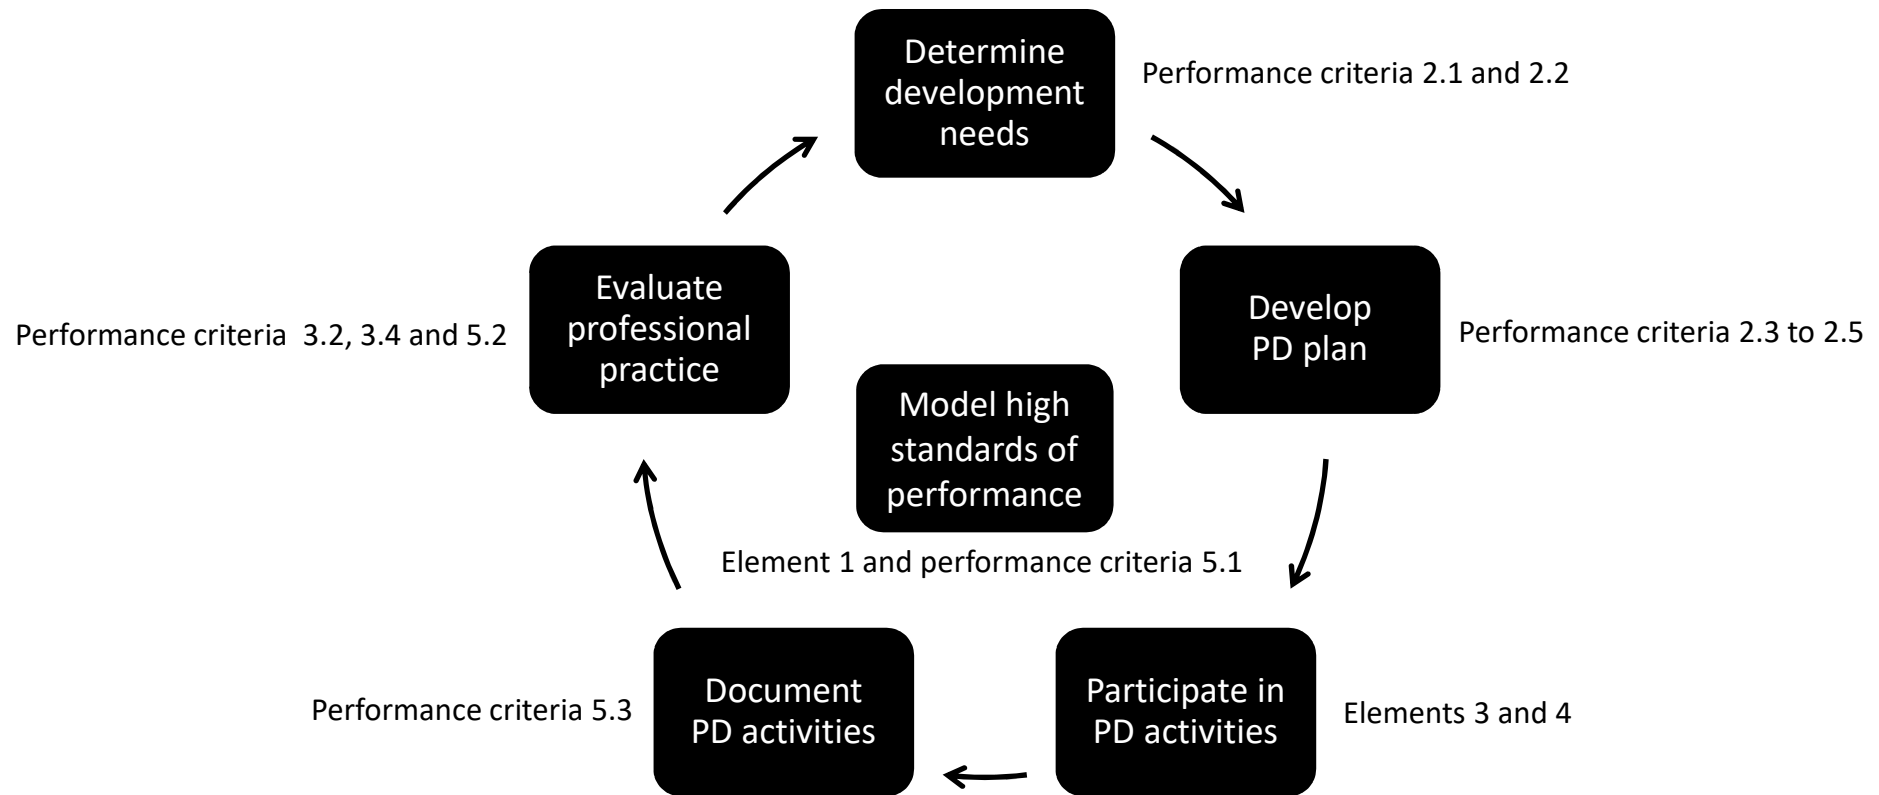 Determine
development
needs
Performance criteria 2.1 and 2.2
Evaluate
professional
practice
Performance criteria  3.2, 3.4 and 5.2
Develop
PD plan
Performance criteria 2.3 to 2.5
Model high
standards of
performance
Element 1 and performance criteria 5.1
Document
PD activities
Performance criteria 5.3
Participate in
PD activities
Elements 3 and 4